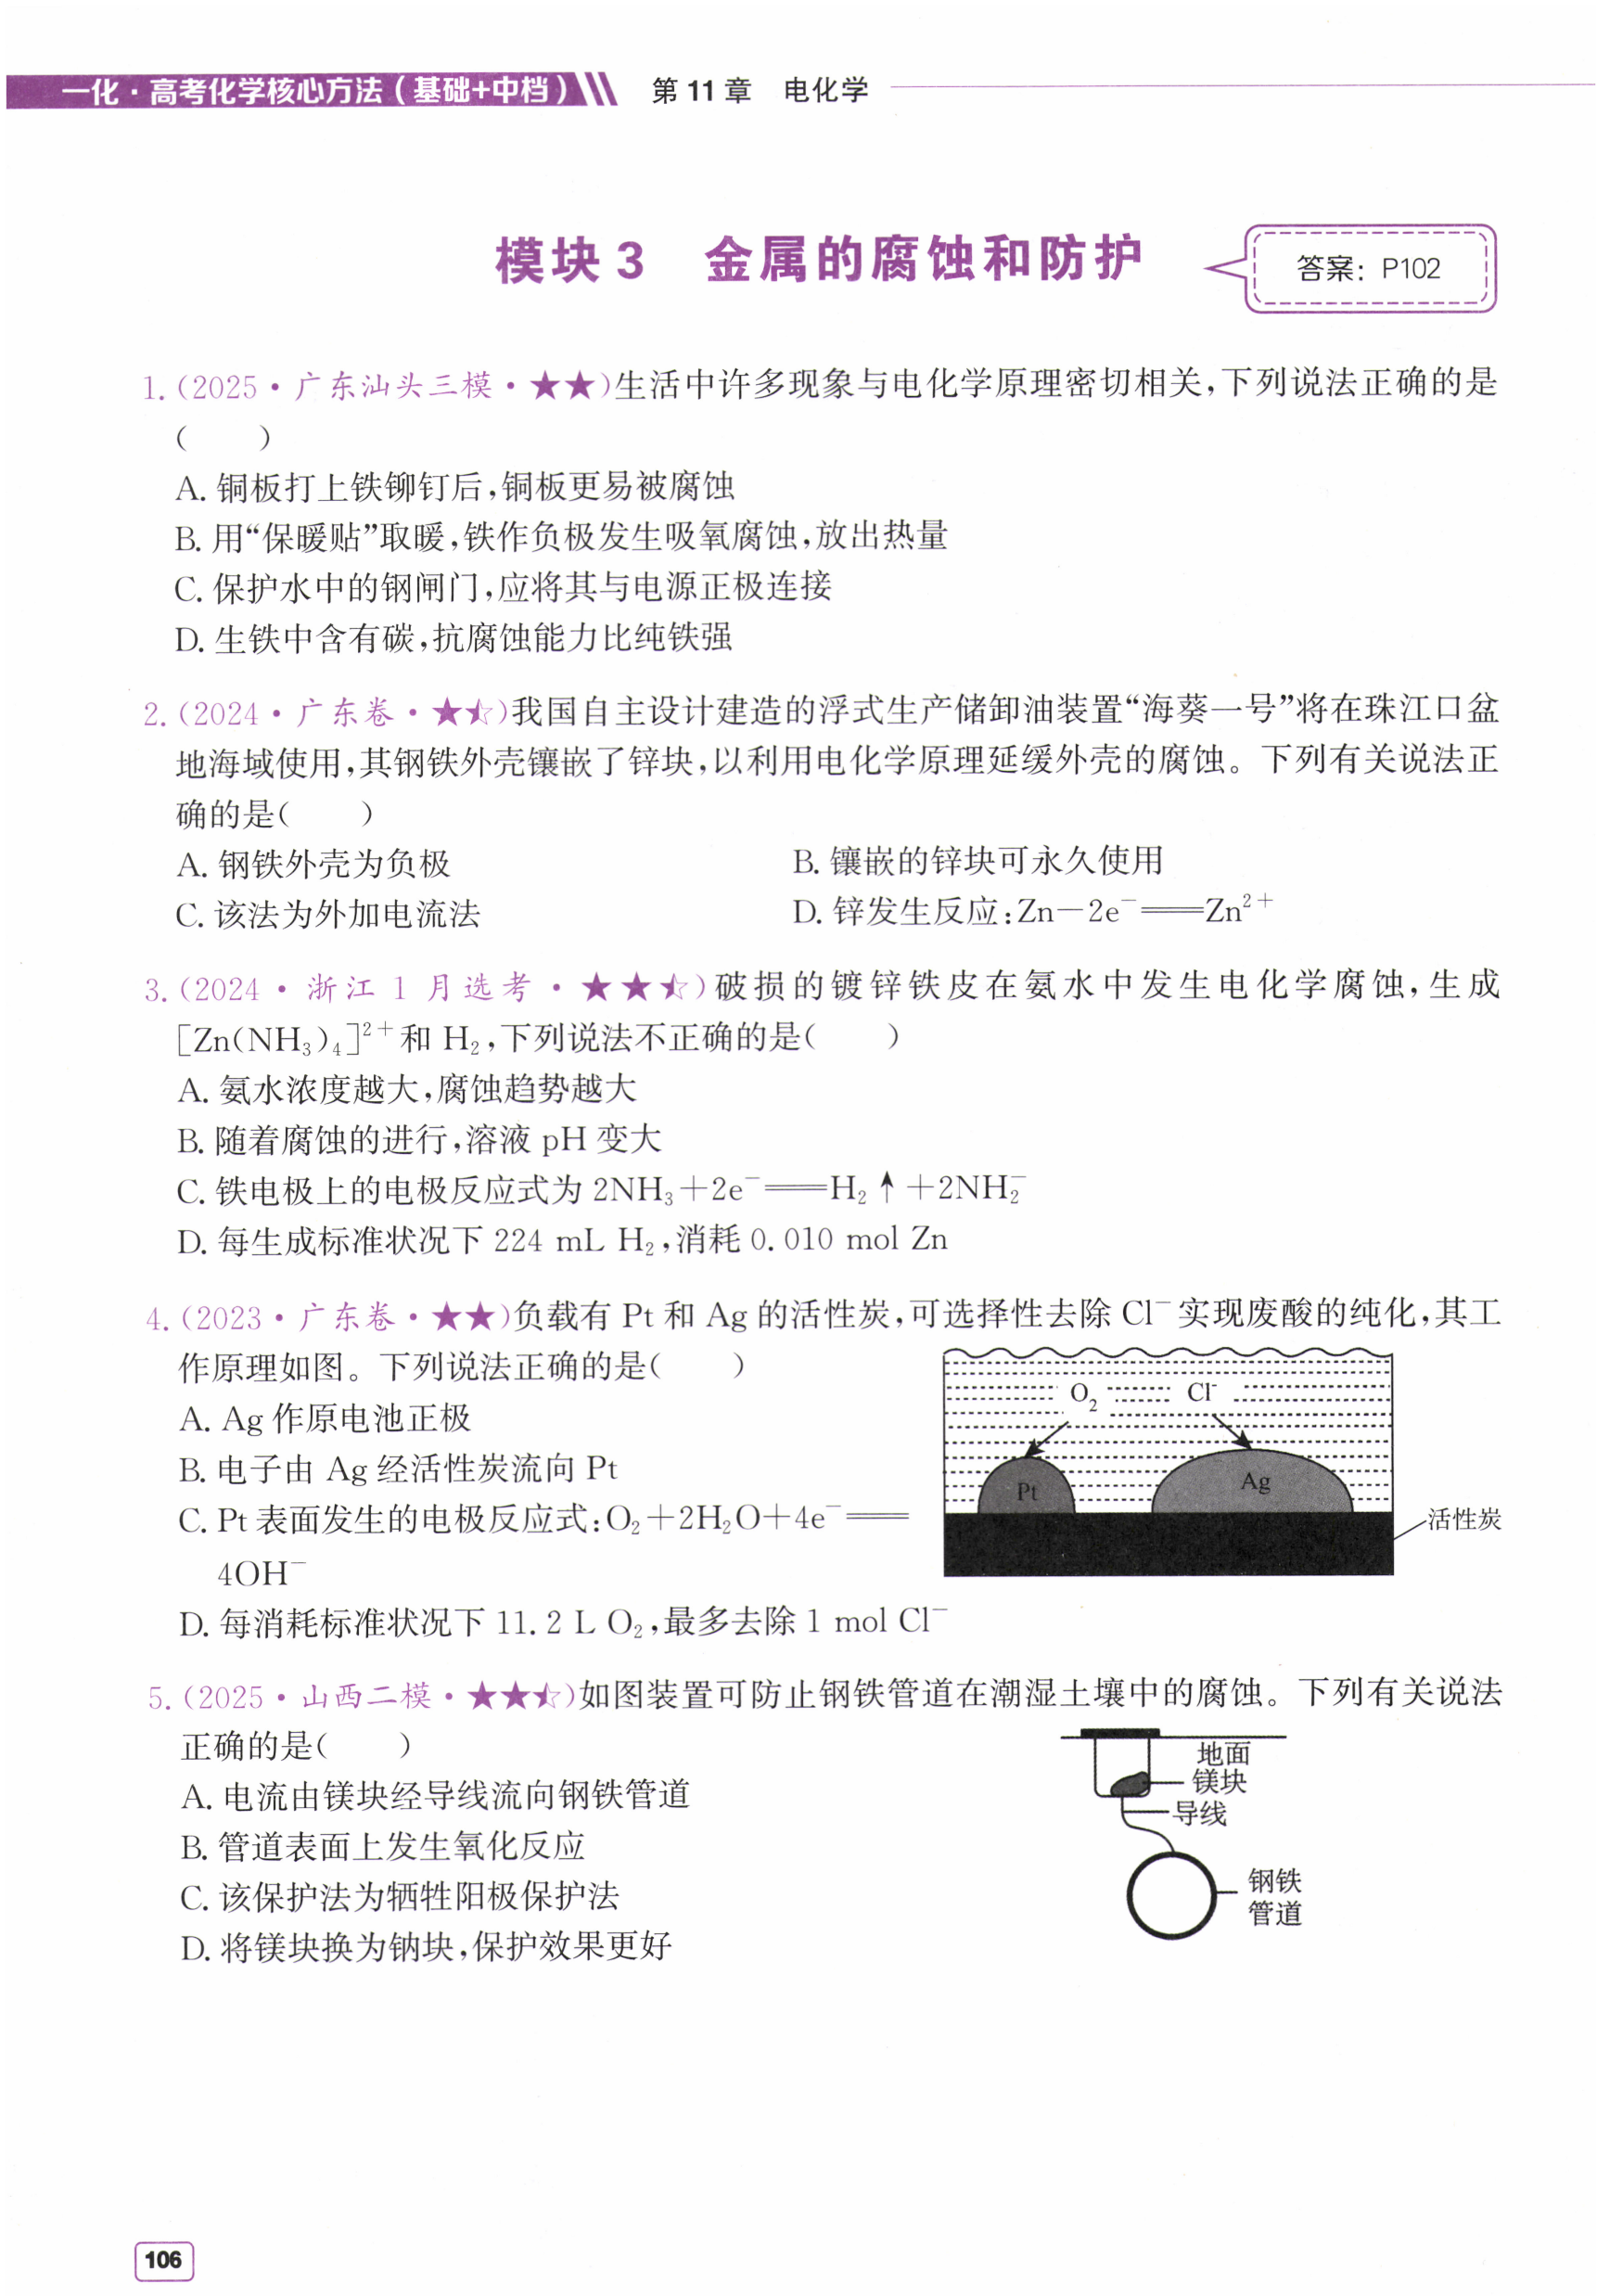 一化·高考化学核心方法（基础+中档） 第11章 电化学
模块3 金属的腐蚀和防护
答案：P102
1.(2025·广东汕头三模·★★)生活中许多现象与电化学原理密切相关,下列说法正确的是
( )
A. 铜板打上铁铆钉后,铜板更易被腐蚀
B. 用“保暖贴”取暖,铁作负极发生吸氧腐蚀,放出热量
C. 保护水中的钢闸门,应将其与电源正极连接
D. 生铁中含有碳,抗腐蚀能力比纯铁强
2.(2024·广东卷·★⯪)我国自主设计建造的浮式生产储卸油装置“海葵一号”将在珠江口盆
地海域使用,其钢铁外壳镶嵌了锌块,以利用电化学原理延缓外壳的腐蚀。下列有关说法正
确的是( )
A. 钢铁外壳为负极 B. 镶嵌的锌块可永久使用
C. 该法为外加电流法 D. 锌发生反应:Zn－2e⁻═══Zn²⁺
3.(2024·浙江1月选考·★★⯪)破损的镀锌铁皮在氨水中发生电化学腐蚀,生成
[Zn(NH₃)₄]²⁺和 H₂,下列说法不正确的是( )
A. 氨水浓度越大,腐蚀趋势越大
B. 随着腐蚀的进行,溶液 pH 变大
C. 铁电极上的电极反应式为 2NH₃＋2e⁻═══H₂↑＋2NH₂⁻
D. 每生成标准状况下 224 mL H₂,消耗 0.010 mol Zn
4.(2023·广东卷·★★)负载有 Pt 和 Ag 的活性炭,可选择性去除 Cl⁻实现废酸的纯化,其工
作原理如图。下列说法正确的是( )
A. Ag 作原电池正极
B. 电子由 Ag 经活性炭流向 Pt
C. Pt 表面发生的电极反应式:O₂＋2H₂O＋4e⁻═══
4OH⁻
D. 每消耗标准状况下 11.2 L O₂,最多去除 1 mol Cl⁻
O₂ Cl⁻
Pt Ag
活性炭
5.(2025·山西二模·★★⯪)如图装置可防止钢铁管道在潮湿土壤中的腐蚀。下列有关说法
正确的是( )
A. 电流由镁块经导线流向钢铁管道
B. 管道表面上发生氧化反应
C. 该保护法为牺牲阳极保护法
D. 将镁块换为钠块,保护效果更好
地面
镁块
导线
钢铁
管道
106